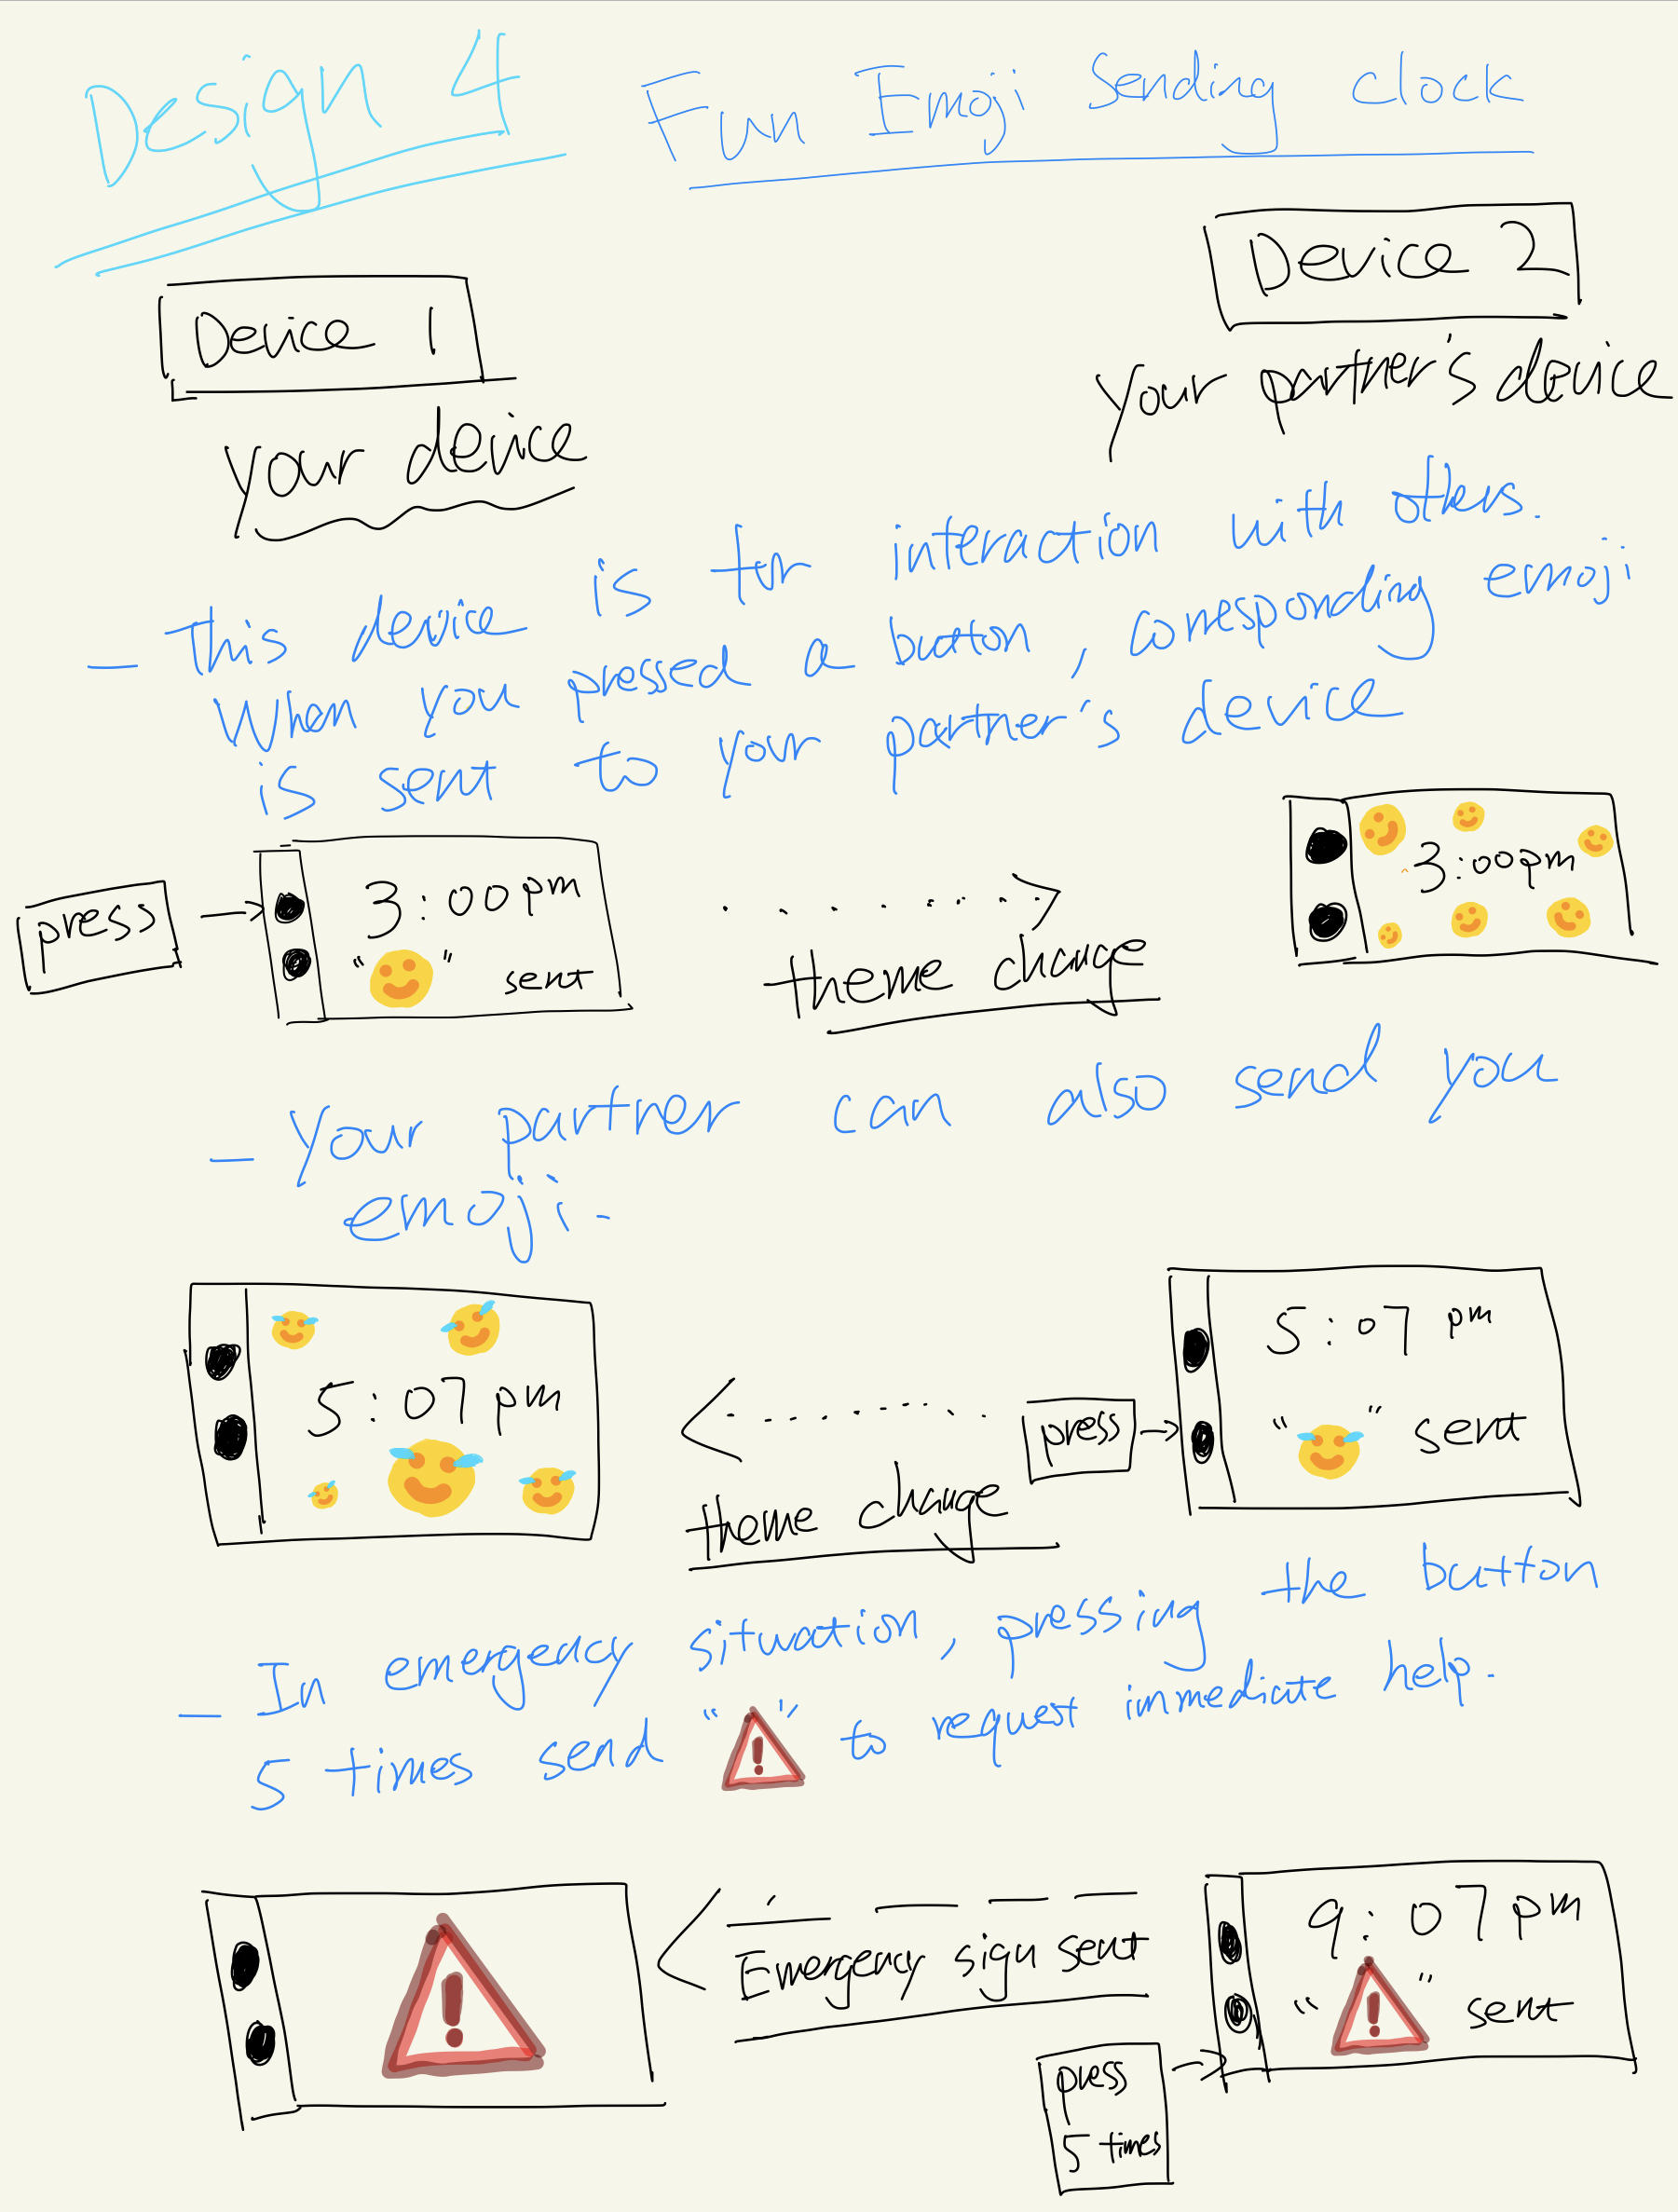 Design 4
Fun Emoji Sending clock
Device 1
Device 2
your device
Your partner's device
- This device is for interaction with others.
When you pressed a button, corresponding emoji
is sent to your partner's device
press
3:00pm
" " sent
theme change
3:00pm
- Your partner can also send you
emoji.
5:07 pm
theme change
press
5:07 pm
" " sent
- In emergency situation, pressing the button
5 times send " ! " to request immediate help.
!
Emergency sign sent
9:07 pm
" ! " sent
press
5 times